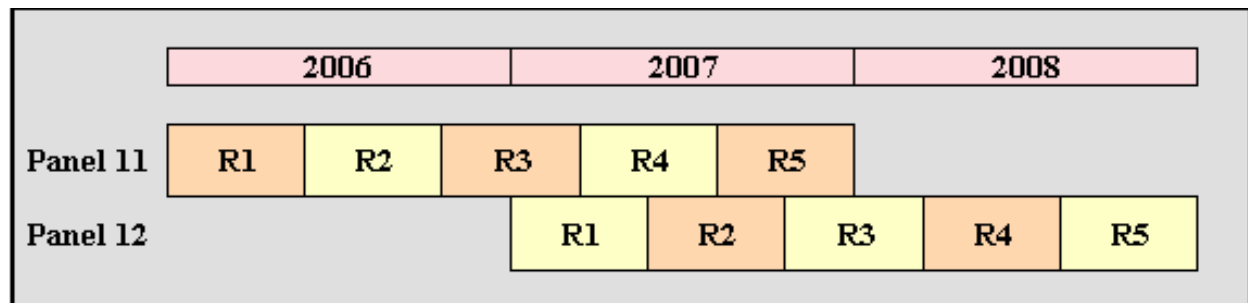 2006 2007 2008
Panel 11 R1 R2 R3 R4 R5
Panel 12 R1 R2 R3 R4 R5